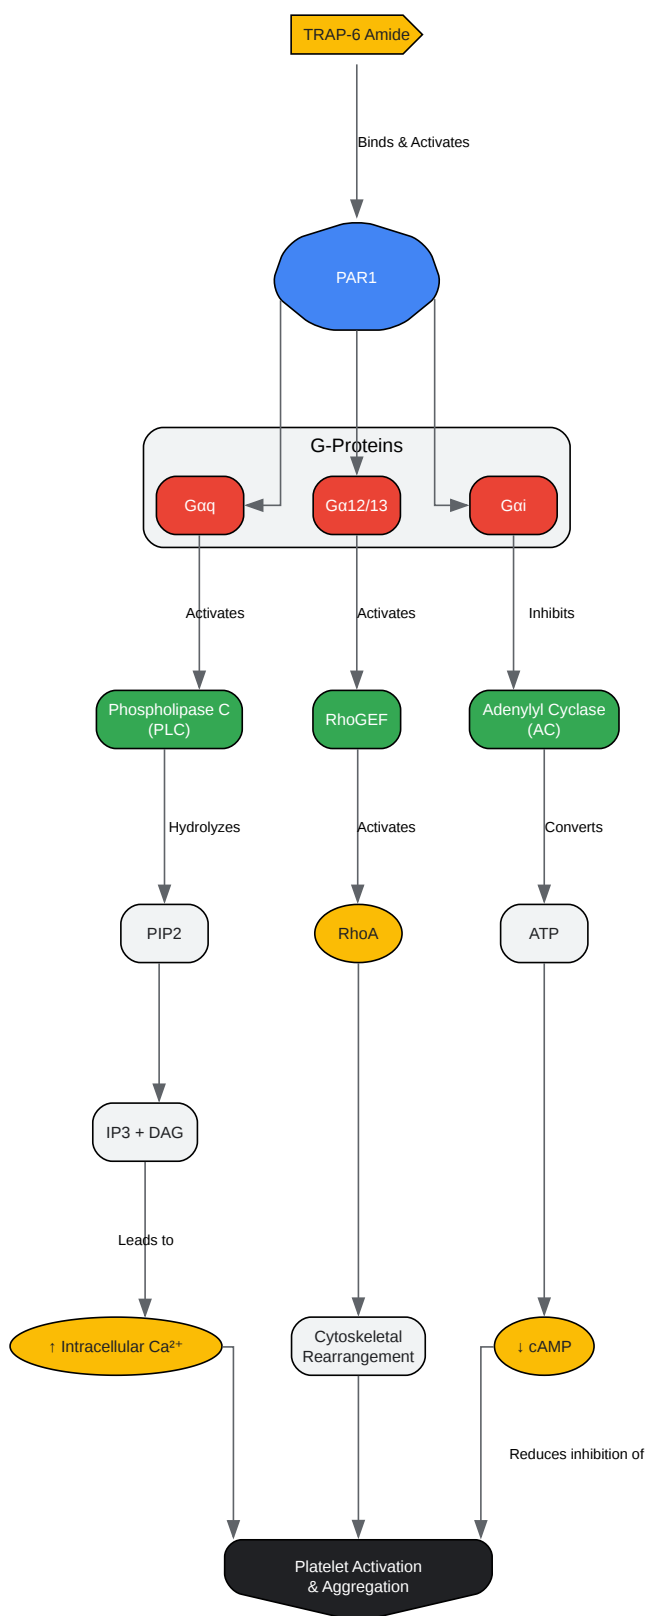 TRAP-6 Amide
Binds & Activates
PAR1
G-Proteins
Gαq
Gα12/13
Gαi
Activates
Activates
Inhibits
Phospholipase C
(PLC)
RhoGEF
Adenylyl Cyclase
(AC)
Hydrolyzes
Activates
Converts
PIP2
RhoA
ATP
IP3 + DAG
Leads to
↑ Intracellular Ca²⁺
Cytoskeletal
Rearrangement
↓ cAMP
Reduces inhibition of
Platelet Activation
& Aggregation